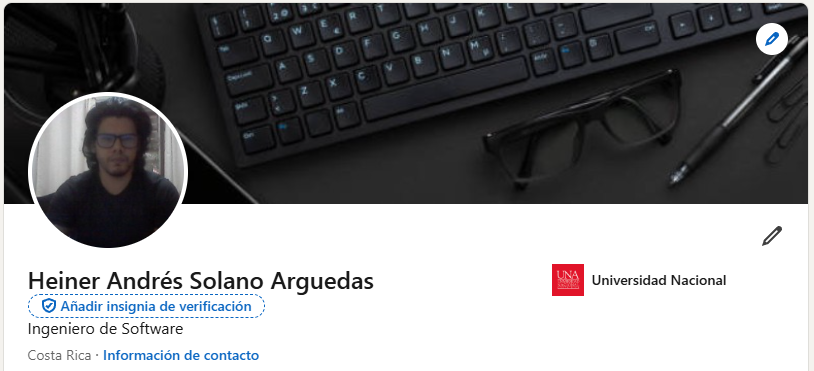 Heiner Andrés Solano Arguedas
Añadir insignia de verificación
Ingeniero de Software
Costa Rica · Información de contacto
UNA
Universidad Nacional